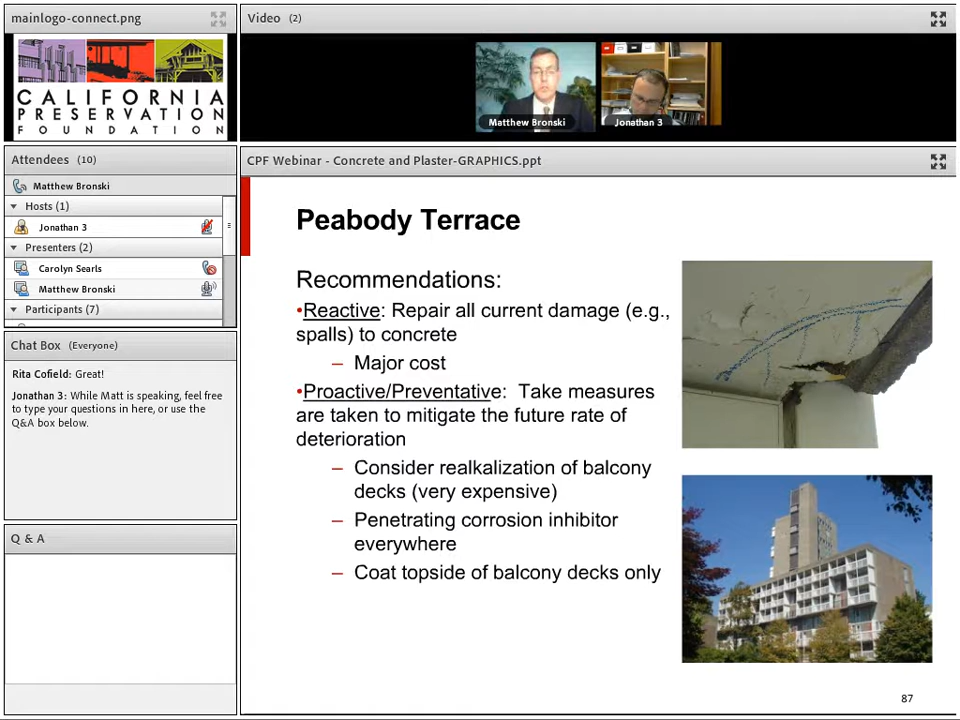 mainlogo-connect.png
CALIFORNIA
PRESERVATION
FOUNDATION
Attendees (10)
Matthew Bronski
Hosts (1)
Jonathan 3
Presenters (2)
Carolyn Searls
Matthew Bronski
Participants (7)
Chat Box (Everyone)
Rita Cofield: Great!
Jonathan 3: While Matt is speaking, feel free
to type your questions in here, or use the
Q&A box below.
Q & A
Video (2)
Matthew Bronski
Jonathan 3
CPF Webinar - Concrete and Plaster-GRAPHICS.ppt
Peabody Terrace
Recommendations:
•Reactive: Repair all current damage (e.g.,
spalls) to concrete
– Major cost
•Proactive/Preventative: Take measures
are taken to mitigate the future rate of
deterioration
– Consider realkalization of balcony
decks (very expensive)
– Penetrating corrosion inhibitor
everywhere
– Coat topside of balcony decks only
87